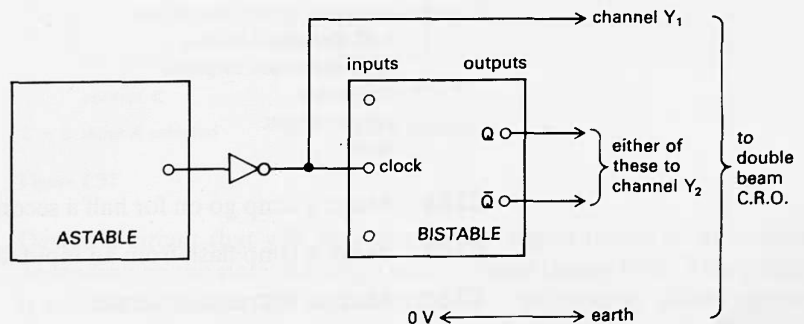 channel Y₁
inputs
outputs
Q
clock
Q̅
either of
these to
channel Y₂
to
double
beam
C.R.O.
ASTABLE
BISTABLE
0 V
earth